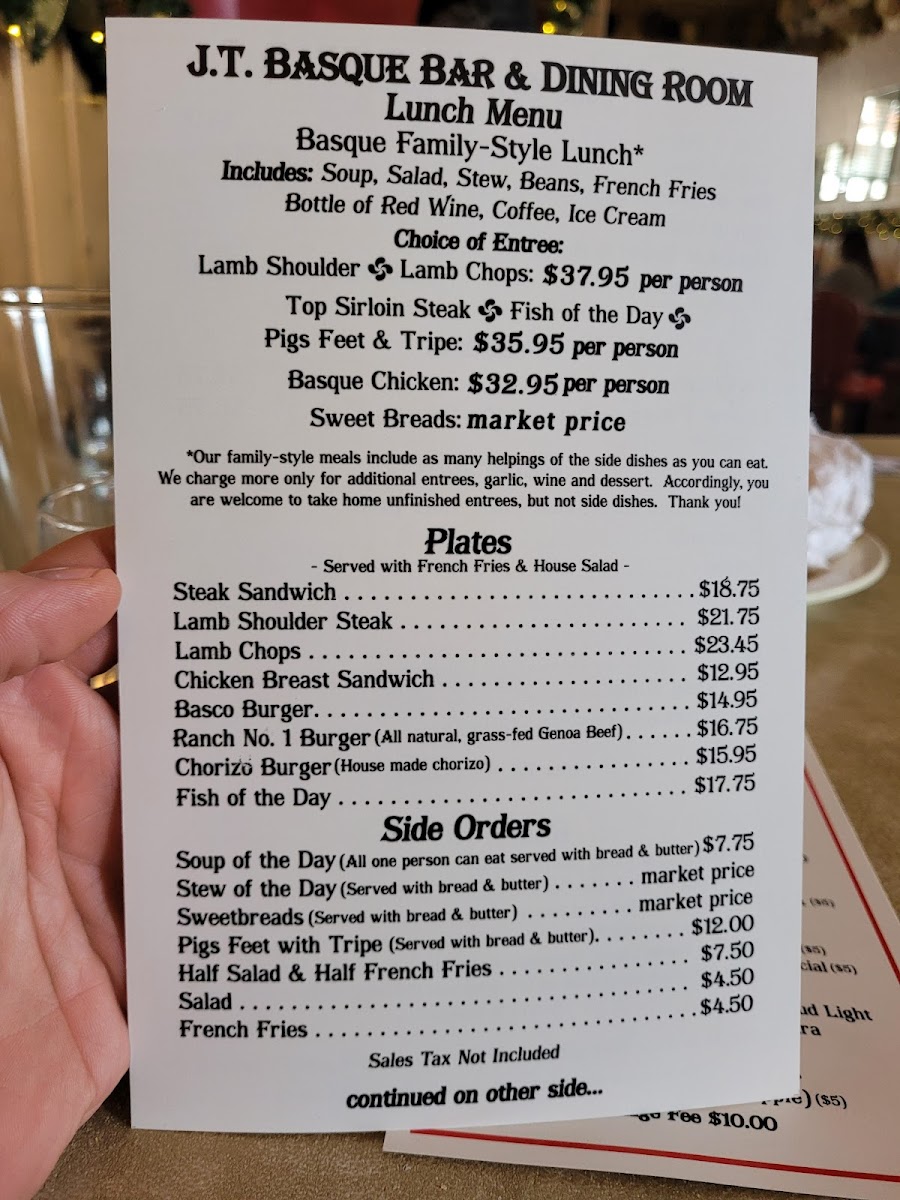 J.T. BASQUE BAR & DINING ROOM
Lunch Menu
Basque Family-Style Lunch*
Includes: Soup, Salad, Stew, Beans, French Fries
Bottle of Red Wine, Coffee, Ice Cream
Choice of Entree:
Lamb Shoulder Lamb Chops: $37.95 per person
Top Sirloin Steak Fish of the Day
Pigs Feet & Tripe: $35.95 per person
Basque Chicken: $32.95 per person
Sweet Breads: market price
*Our family-style meals include as many helpings of the side dishes as you can eat.
We charge more only for additional entrees, garlic, wine and dessert. Accordingly, you
are welcome to take home unfinished entrees, but not side dishes. Thank you!
Plates
- Served with French Fries & House Salad -
Steak Sandwich . . . . . . . . . . . . . . . . . . . . . . . . . . . . $18.75
Lamb Shoulder Steak . . . . . . . . . . . . . . . . . . . . . . . $21.75
Lamb Chops . . . . . . . . . . . . . . . . . . . . . . . . . . . . . . $23.45
Chicken Breast Sandwich . . . . . . . . . . . . . . . . . . . . $12.95
Basco Burger. . . . . . . . . . . . . . . . . . . . . . . . . . . . . . $14.95
Ranch No. 1 Burger (All natural, grass-fed Genoa Beef) . . . . . . $16.75
Chorizo Burger (House made chorizo) . . . . . . . . . . . . . . . $15.95
Fish of the Day . . . . . . . . . . . . . . . . . . . . . . . . . . . . $17.75
Side Orders
Soup of the Day (All one person can eat served with bread & butter) $7.75
Stew of the Day (Served with bread & butter) . . . . . . . market price
Sweetbreads (Served with bread & butter) . . . . . . . . . market price
Pigs Feet with Tripe (Served with bread & butter). . . . . . . . $12.00
Half Salad & Half French Fries . . . . . . . . . . . . . . . . $7.50
Salad . . . . . . . . . . . . . . . . . . . . . . . . . . . . . . . . . . . . $4.50
French Fries . . . . . . . . . . . . . . . . . . . . . . . . . . . . . . $4.50
Sales Tax Not Included
continued on other side...
($5)
($5)
($5)
Light
($5)
Fee $10.00